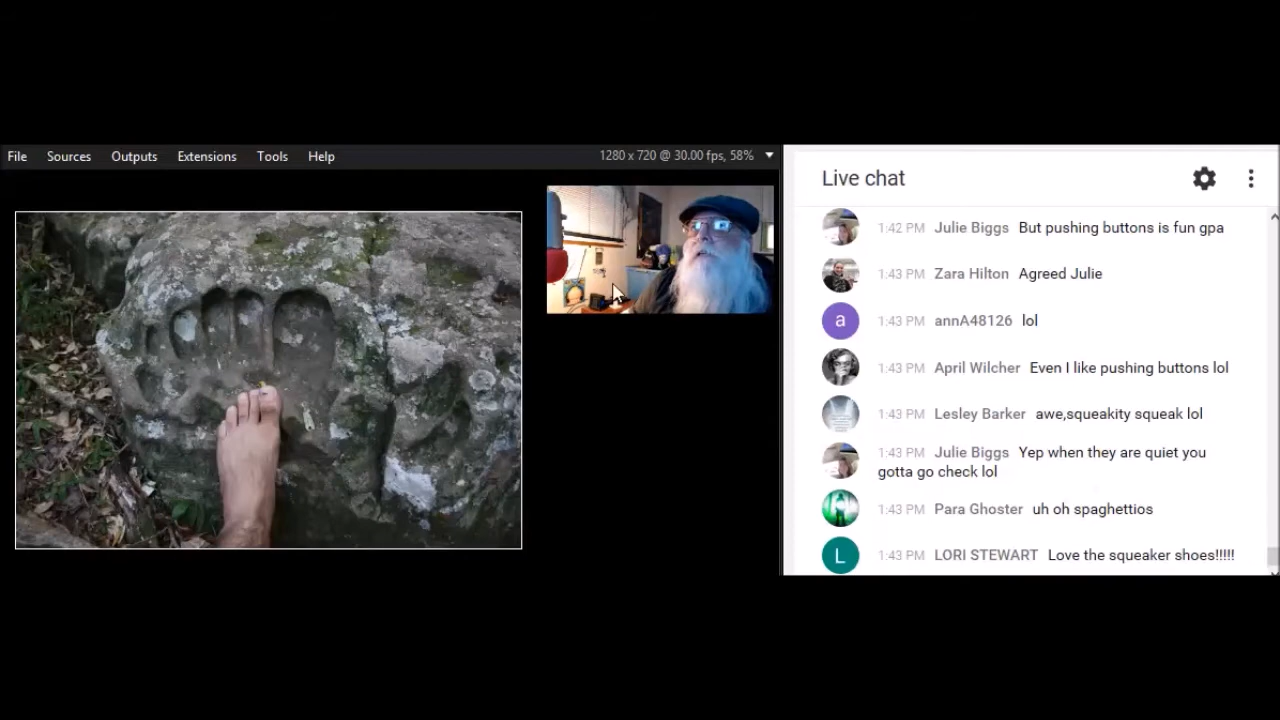 File Sources Outputs Extensions Tools Help 1280 x 720 @ 30.00 fps, 58%
Live chat
1:42 PM Julie Biggs But pushing buttons is fun gpa
1:43 PM Zara Hilton Agreed Julie
a 1:43 PM annA48126 lol
1:43 PM April Wilcher Even I like pushing buttons lol
1:43 PM Lesley Barker awe,squeakity squeak lol
1:43 PM Julie Biggs Yep when they are quiet you
gotta go check lol
1:43 PM Para Ghoster uh oh spaghettios
L 1:43 PM LORI STEWART Love the squeaker shoes!!!!!